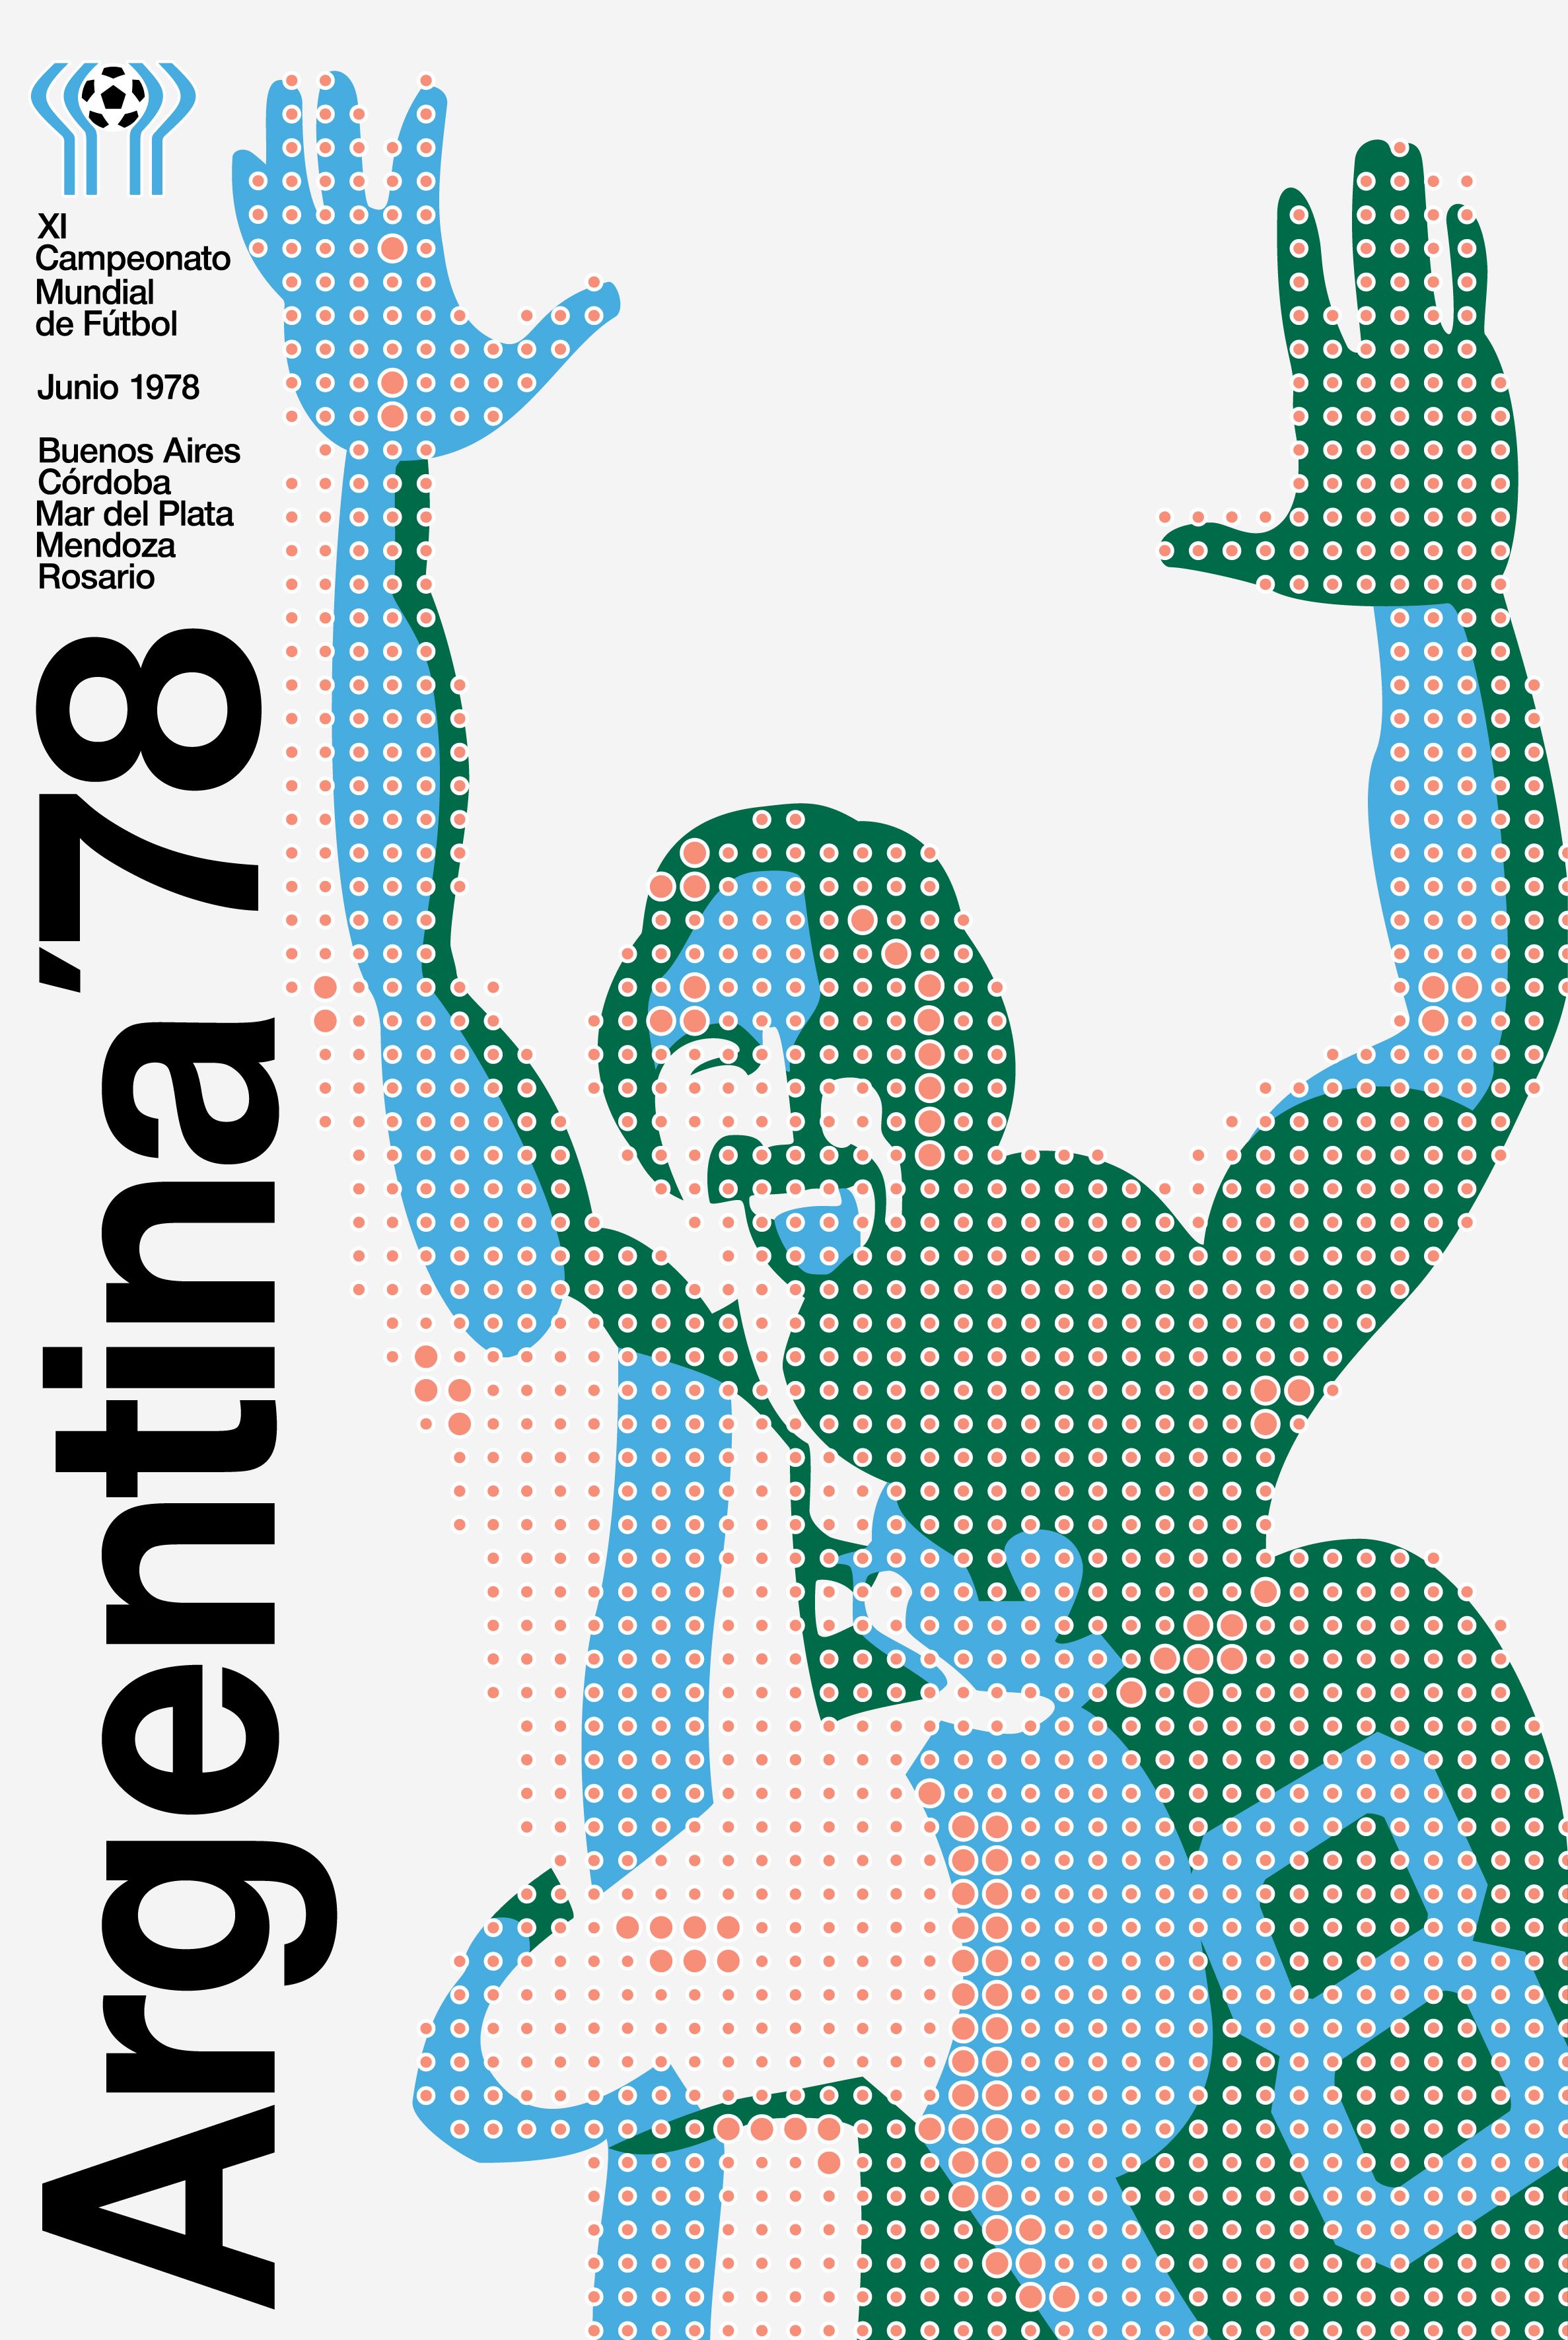 XI
Campeonato
Mundial
de Fútbol
Junio 1978
Buenos Aires
Córdoba
Mar del Plata
Mendoza
Rosario
Argentina '78